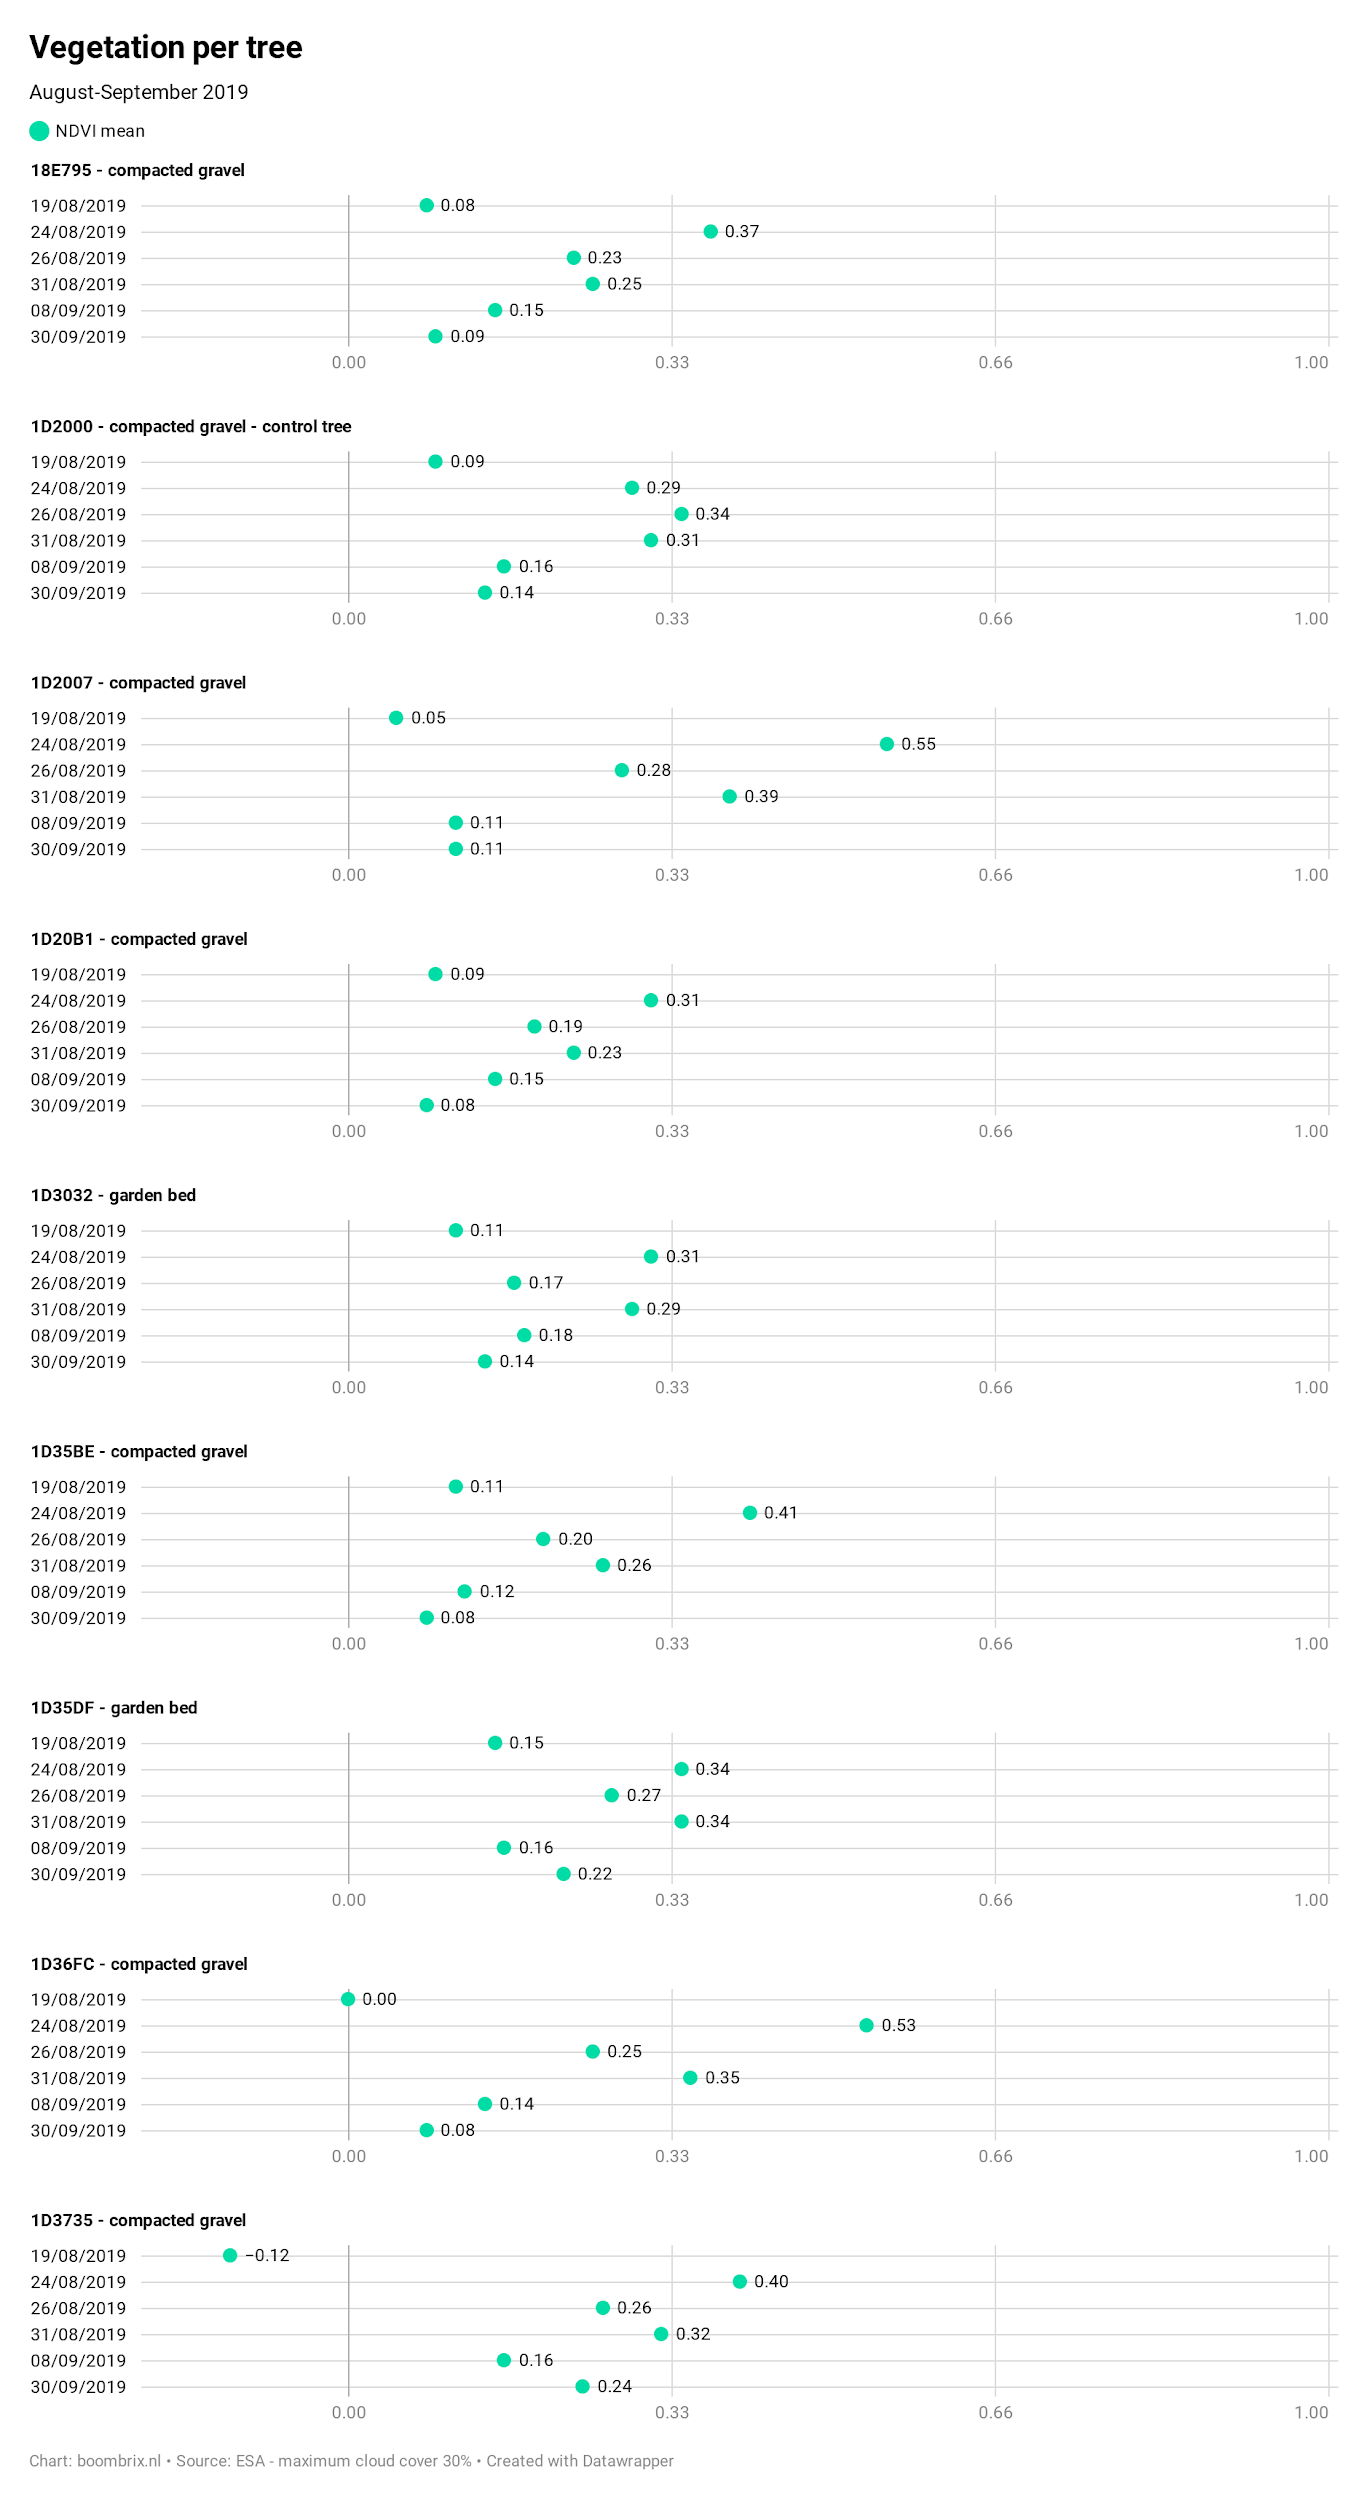 Vegetation per tree
August-September 2019
NDVI mean
18E795 - compacted gravel
19/08/2019 0.08
24/08/2019 0.37
26/08/2019 0.23
31/08/2019 0.25
08/09/2019 0.15
30/09/2019 0.09
0.00 0.33 0.66 1.00
1D2000 - compacted gravel - control tree
19/08/2019 0.09
24/08/2019 0.29
26/08/2019 0.34
31/08/2019 0.31
08/09/2019 0.16
30/09/2019 0.14
0.00 0.33 0.66 1.00
1D2007 - compacted gravel
19/08/2019 0.05
24/08/2019 0.55
26/08/2019 0.28
31/08/2019 0.39
08/09/2019 0.11
30/09/2019 0.11
0.00 0.33 0.66 1.00
1D20B1 - compacted gravel
19/08/2019 0.09
24/08/2019 0.31
26/08/2019 0.19
31/08/2019 0.23
08/09/2019 0.15
30/09/2019 0.08
0.00 0.33 0.66 1.00
1D3032 - garden bed
19/08/2019 0.11
24/08/2019 0.31
26/08/2019 0.17
31/08/2019 0.29
08/09/2019 0.18
30/09/2019 0.14
0.00 0.33 0.66 1.00
1D35BE - compacted gravel
19/08/2019 0.11
24/08/2019 0.41
26/08/2019 0.20
31/08/2019 0.26
08/09/2019 0.12
30/09/2019 0.08
0.00 0.33 0.66 1.00
1D35DF - garden bed
19/08/2019 0.15
24/08/2019 0.34
26/08/2019 0.27
31/08/2019 0.34
08/09/2019 0.16
30/09/2019 0.22
0.00 0.33 0.66 1.00
1D36FC - compacted gravel
19/08/2019 0.00
24/08/2019 0.53
26/08/2019 0.25
31/08/2019 0.35
08/09/2019 0.14
30/09/2019 0.08
0.00 0.33 0.66 1.00
1D3735 - compacted gravel
19/08/2019 −0.12
24/08/2019 0.40
26/08/2019 0.26
31/08/2019 0.32
08/09/2019 0.16
30/09/2019 0.24
0.00 0.33 0.66 1.00
Chart: boombrix.nl • Source: ESA - maximum cloud cover 30% • Created with Datawrapper